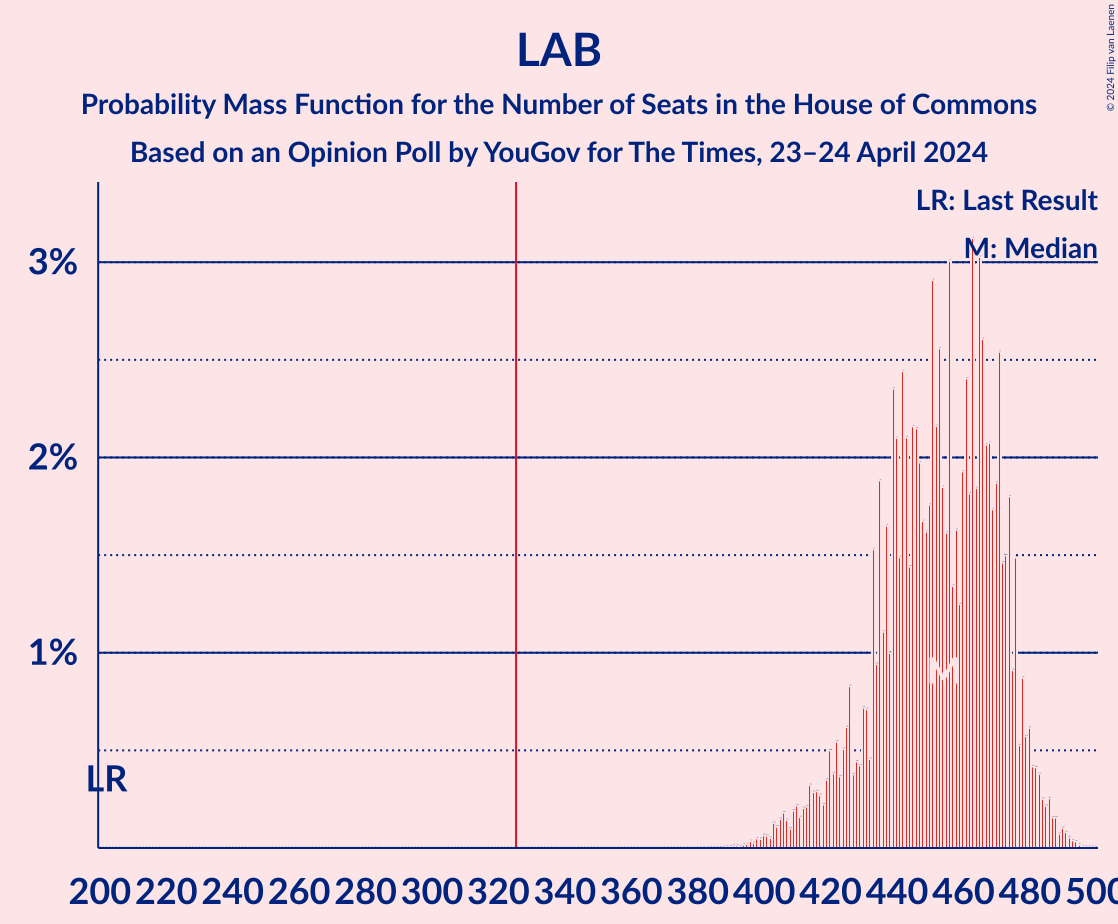 LAB
Probability Mass Function for the Number of Seats in the House of Commons
Based on an Opinion Poll by YouGov for The Times, 23–24 April 2024
© 2024 Filip van Laenen
LR: Last Result
M: Median
3%
2%
1%
M
LR
200 220 240 260 280 300 320 340 360 380 400 420 440 460 480 500